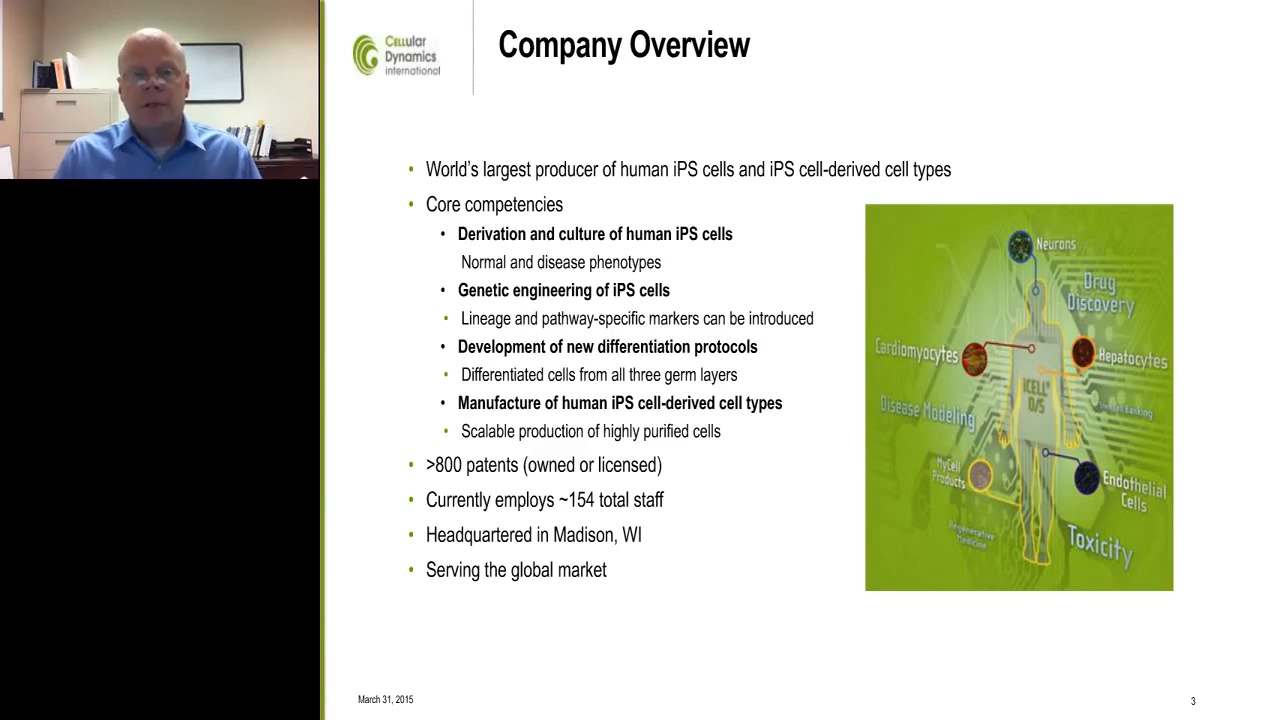 Cellular
Dynamics
international
Company Overview
• World's largest producer of human iPS cells and iPS cell-derived cell types
• Core competencies
• Derivation and culture of human iPS cells
Normal and disease phenotypes
• Genetic engineering of iPS cells
• Lineage and pathway-specific markers can be introduced
• Development of new differentiation protocols
• Differentiated cells from all three germ layers
• Manufacture of human iPS cell-derived cell types
• Scalable production of highly purified cells
• >800 patents (owned or licensed)
• Currently employs ~154 total staff
• Headquartered in Madison, WI
• Serving the global market
Neurons
Drug
Discovery
Cardiomyocytes
Hepatocytes
iCELL®
O/S
Disease Modeling
Banking
MyCell
Products
Endothelial
Cells
Regenerative
Medicine
Toxicity
March 31, 2015
3